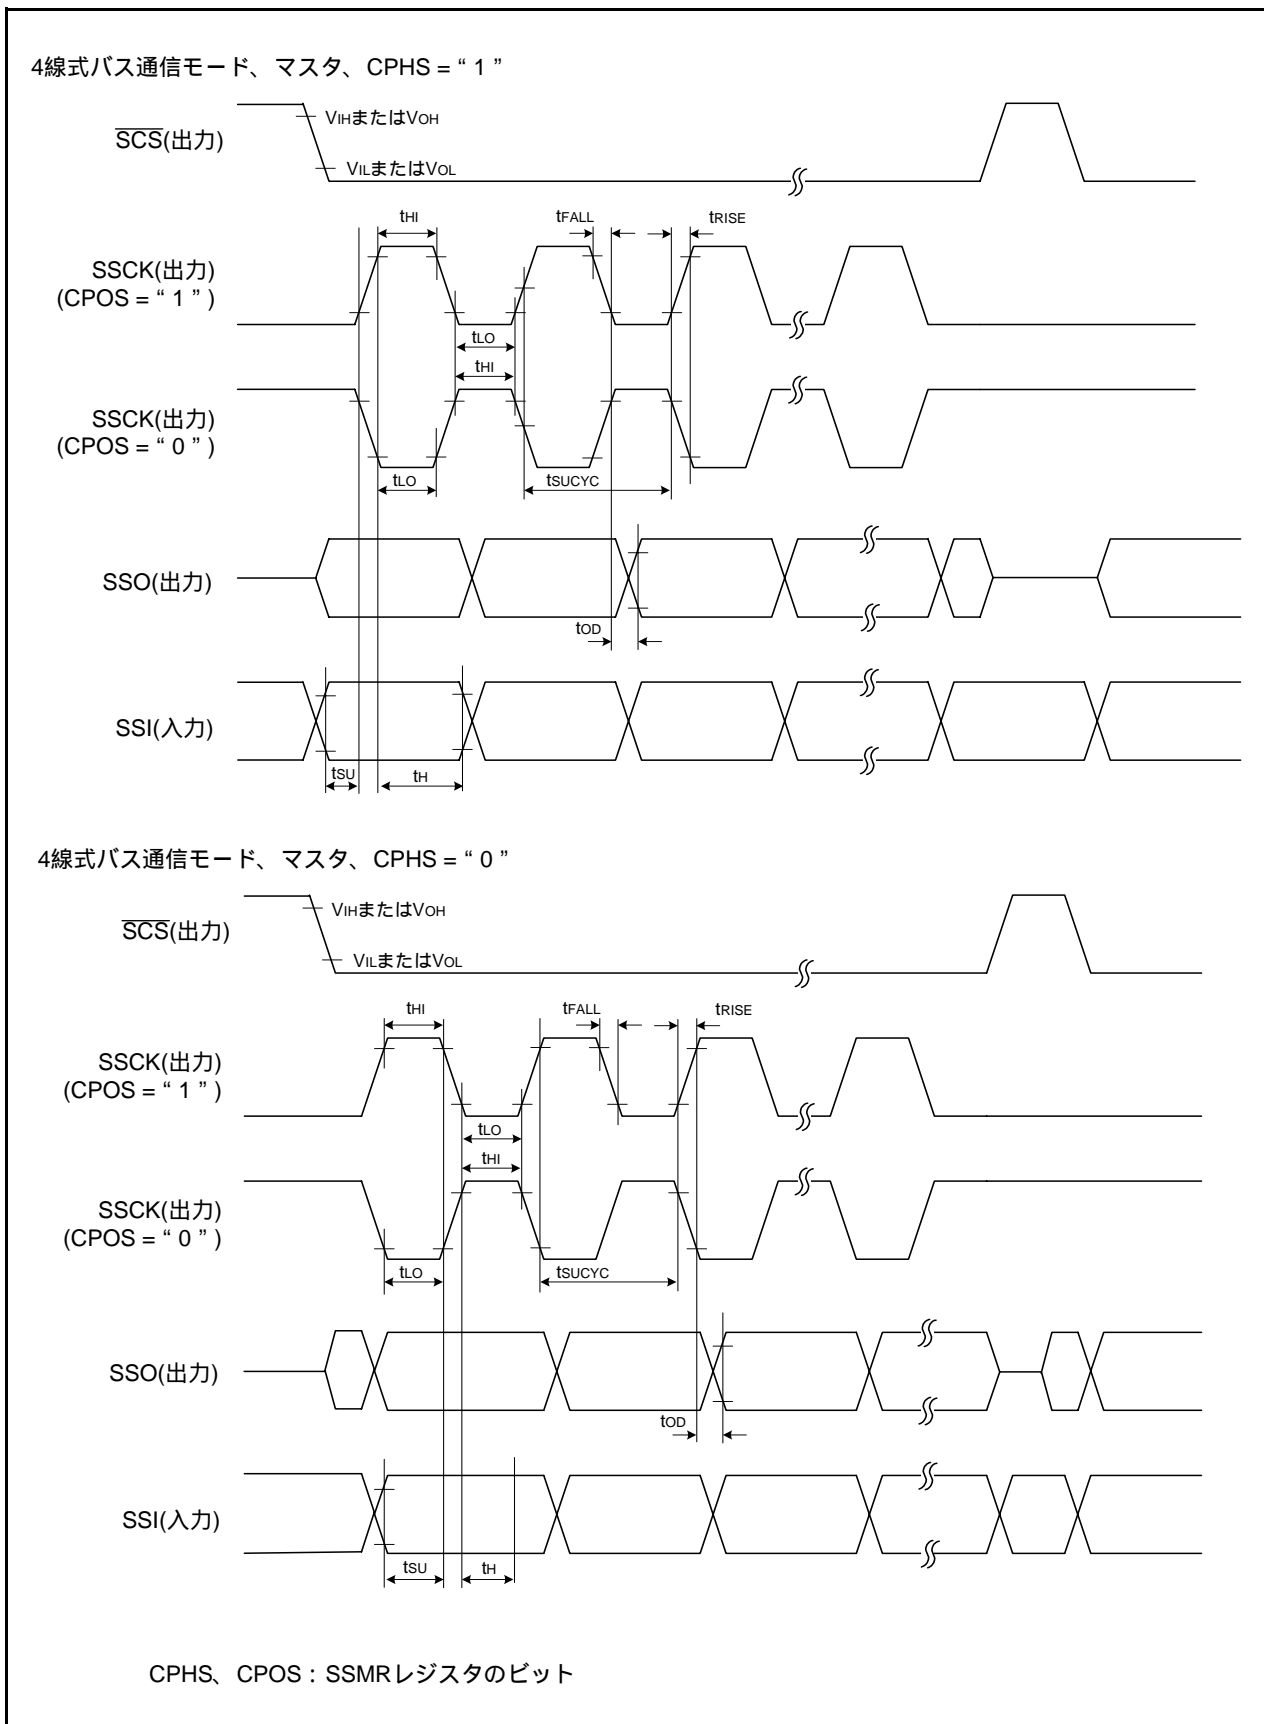 4線式バス通信モード、マスタ、CPHS = “ 1 ”
VIHまたはVOH
SCS(出力)
VILまたはVOL
tHI
tFALL
tRISE
SSCK(出力)
(CPOS = “ 1 ” )
tLO
tHI
SSCK(出力)
(CPOS = “ 0 ” )
tLO
tSUCYC
SSO(出力)
tOD
SSI(入力)
tSU
tH
4線式バス通信モード、マスタ、CPHS = “ 0 ”
VIHまたはVOH
SCS(出力)
VILまたはVOL
tHI
tFALL
tRISE
SSCK(出力)
(CPOS = “ 1 ” )
tLO
tHI
SSCK(出力)
(CPOS = “ 0 ” )
tLO
tSUCYC
SSO(出力)
tOD
SSI(入力)
tSU
tH
CPHS、CPOS : SSMRレジスタのビット